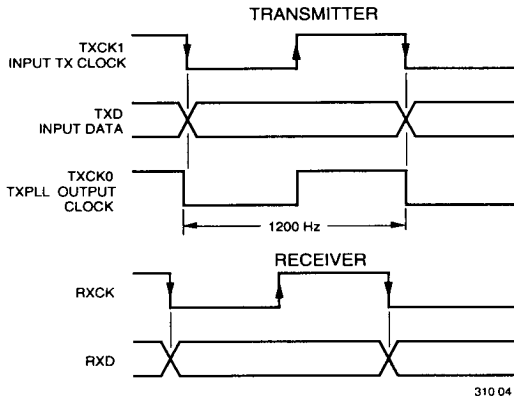 TRANSMITTER
TXCK1
INPUT TX CLOCK
TXD
INPUT DATA
TXCK0
TXPLL OUTPUT
CLOCK
1200 Hz
RECEIVER
RXCK
RXD
310 04